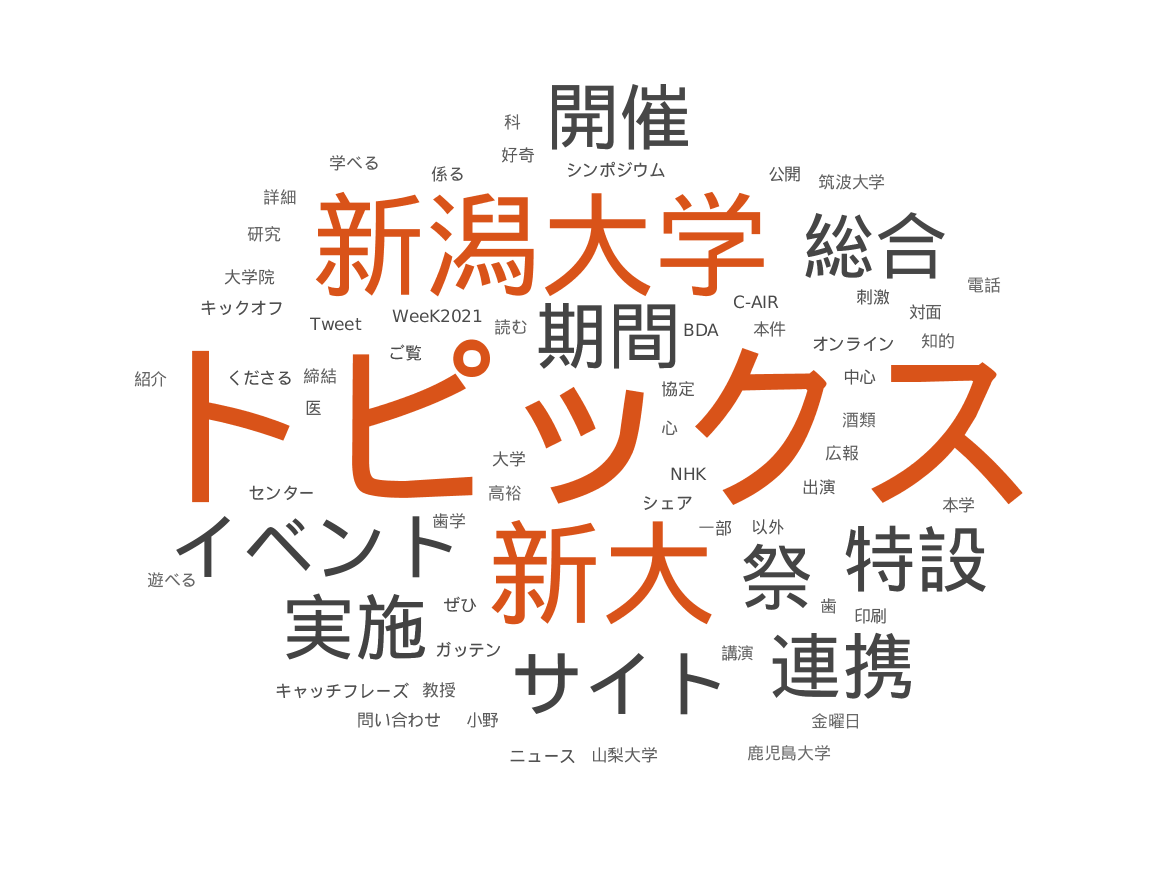 開催
科
好奇
学べる
係る
シンポジウム
公開
筑波大学
詳細
新潟大学
総合
研究
大学院
電話
キックオフ
Tweet
WeeK2021
読む
期間
BDA
C-AIR
本件
刺激
対面
ご覧
オンライン
知的
紹介
くださる
締結
医
トピックス
協定
中心
心
酒類
大学
広報
高裕
NHK
出演
センター
シェア
本学
イベント
歯学
新大
一部
以外
祭
特設
遊べる
実施
ぜひ
歯
印刷
ガッテン
サイト
講演
連携
キャッチフレーズ
教授
問い合わせ
小野
金曜日
ニュース
山梨大学
鹿児島大学